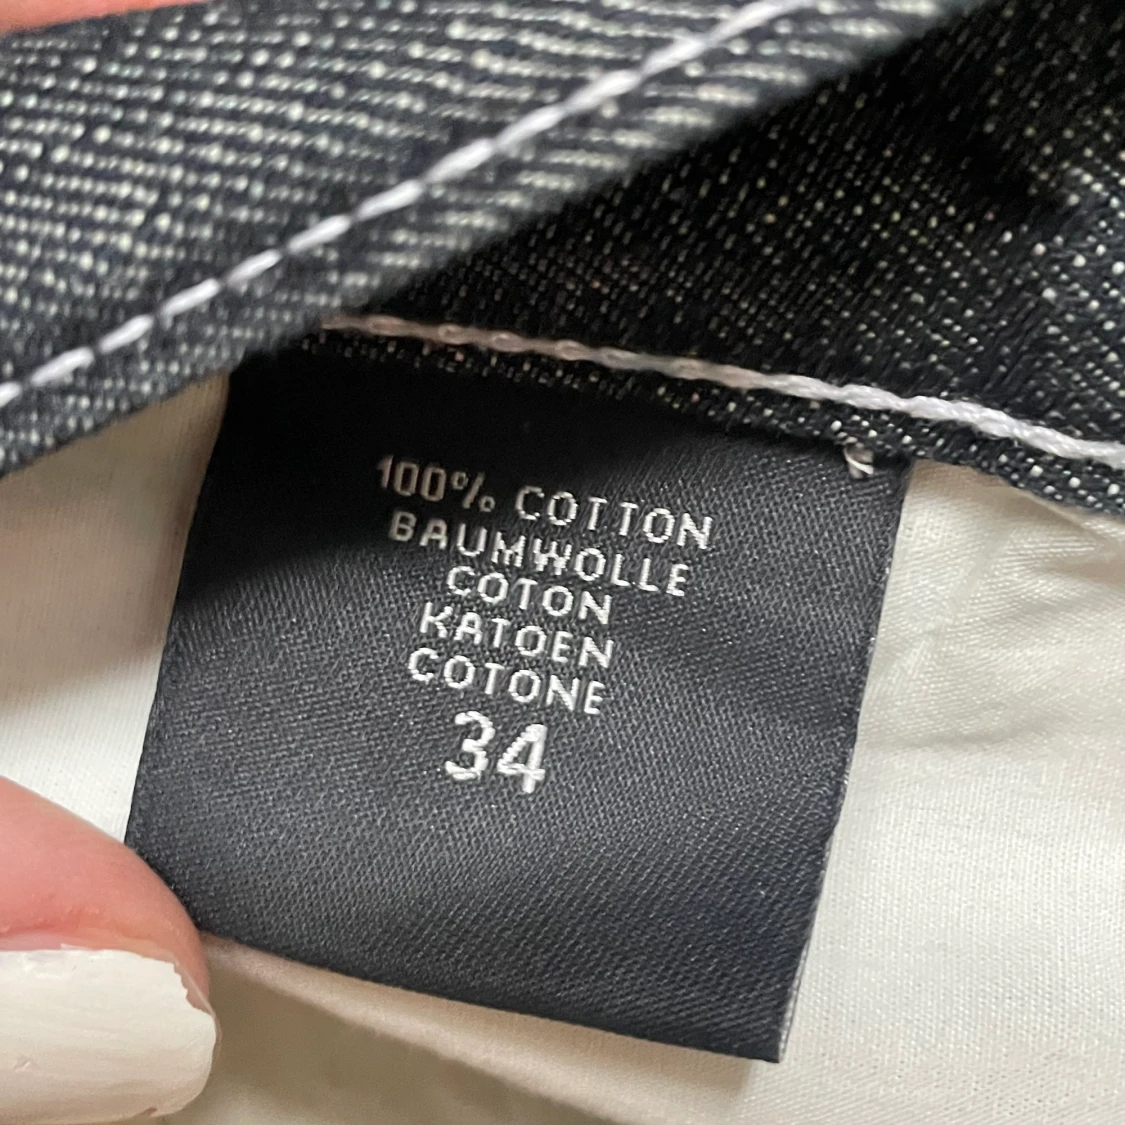 100% COTTON
BAUMWOLLE
COTON
KATOEN
COTONE
34